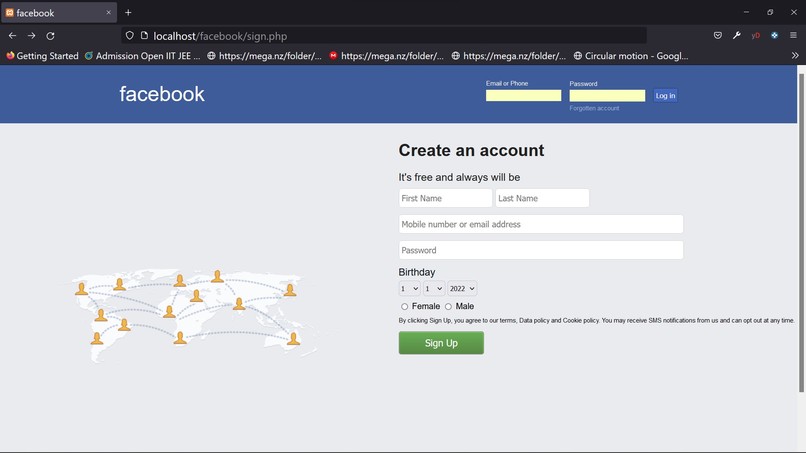 facebook
localhost/facebook/sign.php
yD
Getting Started Admission Open IIT JEE ... https://mega.nz/folder/... https://mega.nz/folder/... https://mega.nz/folder/... Circular motion - Googl...
facebook
Email or Phone Password
Log In
Forgotten account
Create an account
It's free and always will be
First Name Last Name
Mobile number or email address
Password
Birthday
1 1 2022
Female Male
By clicking Sign Up, you agree to our terms, Data policy and Cookie policy. You may receive SMS notifications from us and can opt out at any time.
Sign Up